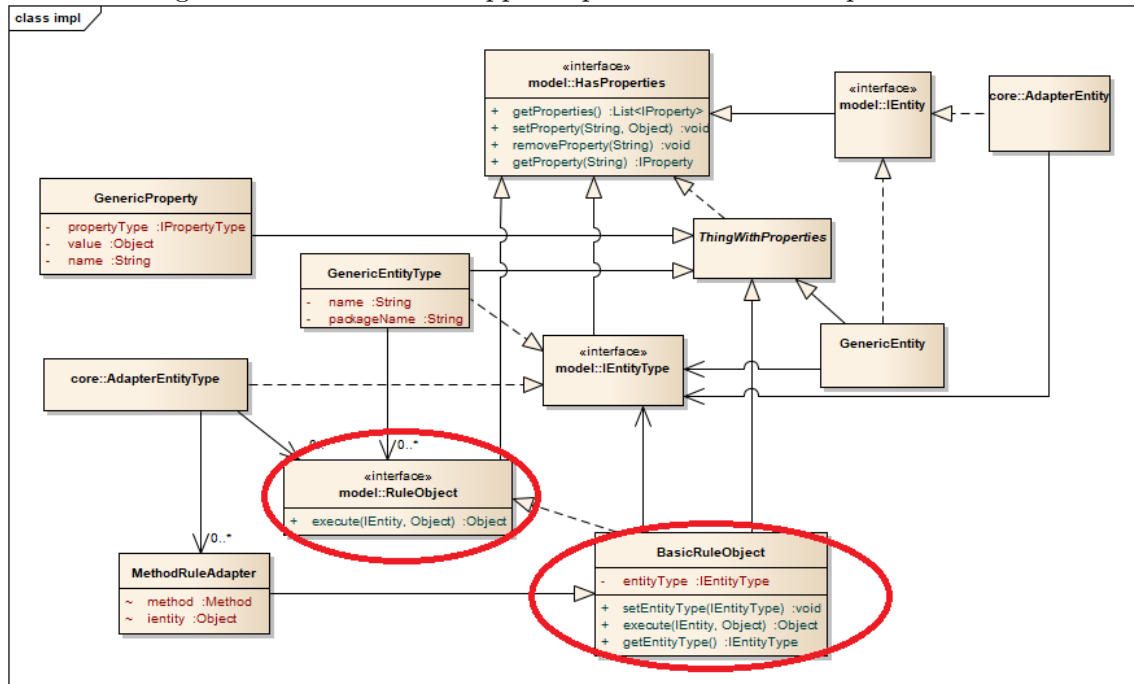 class impl
«interface»
model::HasProperties
+ getProperties() :List<IProperty>
+ setProperty(String, Object) :void
+ removeProperty(String) :void
+ getProperty(String) :IProperty
«interface»
model::IEntity
core::AdapterEntity
GenericProperty
- propertyType :IPropertyType
- value :Object
- name :String
ThingWithProperties
GenericEntityType
- name :String
- packageName :String
«interface»
model::IEntityType
GenericEntity
core::AdapterEntityType
0..*
/0..*
«interface»
model::RuleObject
+ execute(IEntity, Object) :Object
/0..*
BasicRuleObject
- entityType :IEntityType
+ setEntityType(IEntityType) :void
+ execute(IEntity, Object) :Object
+ getEntityType() :IEntityType
MethodRuleAdapter
~ method :Method
~ ientity :Object